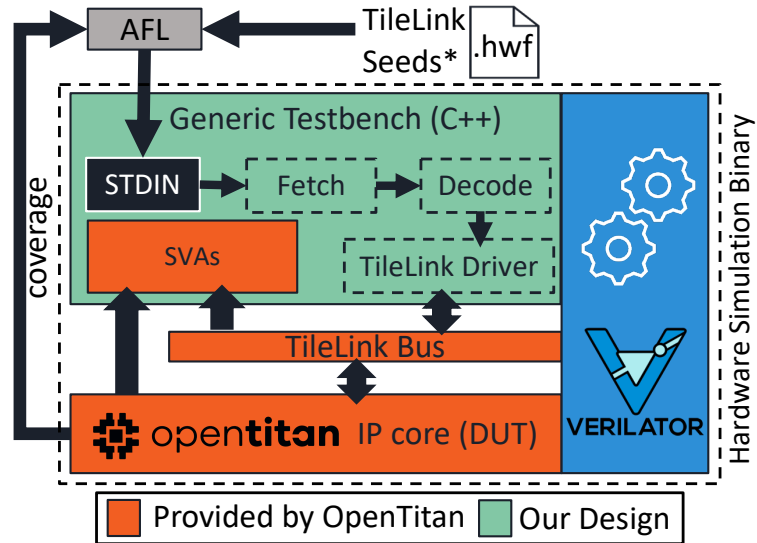 AFL
TileLink
Seeds*
.hwf
Generic Testbench (C++)
STDIN
Fetch
Decode
SVAs
TileLink Driver
coverage
TileLink Bus
opentitan IP core (DUT)
VERILATOR
Hardware Simulation Binary
Provided by OpenTitan
Our Design